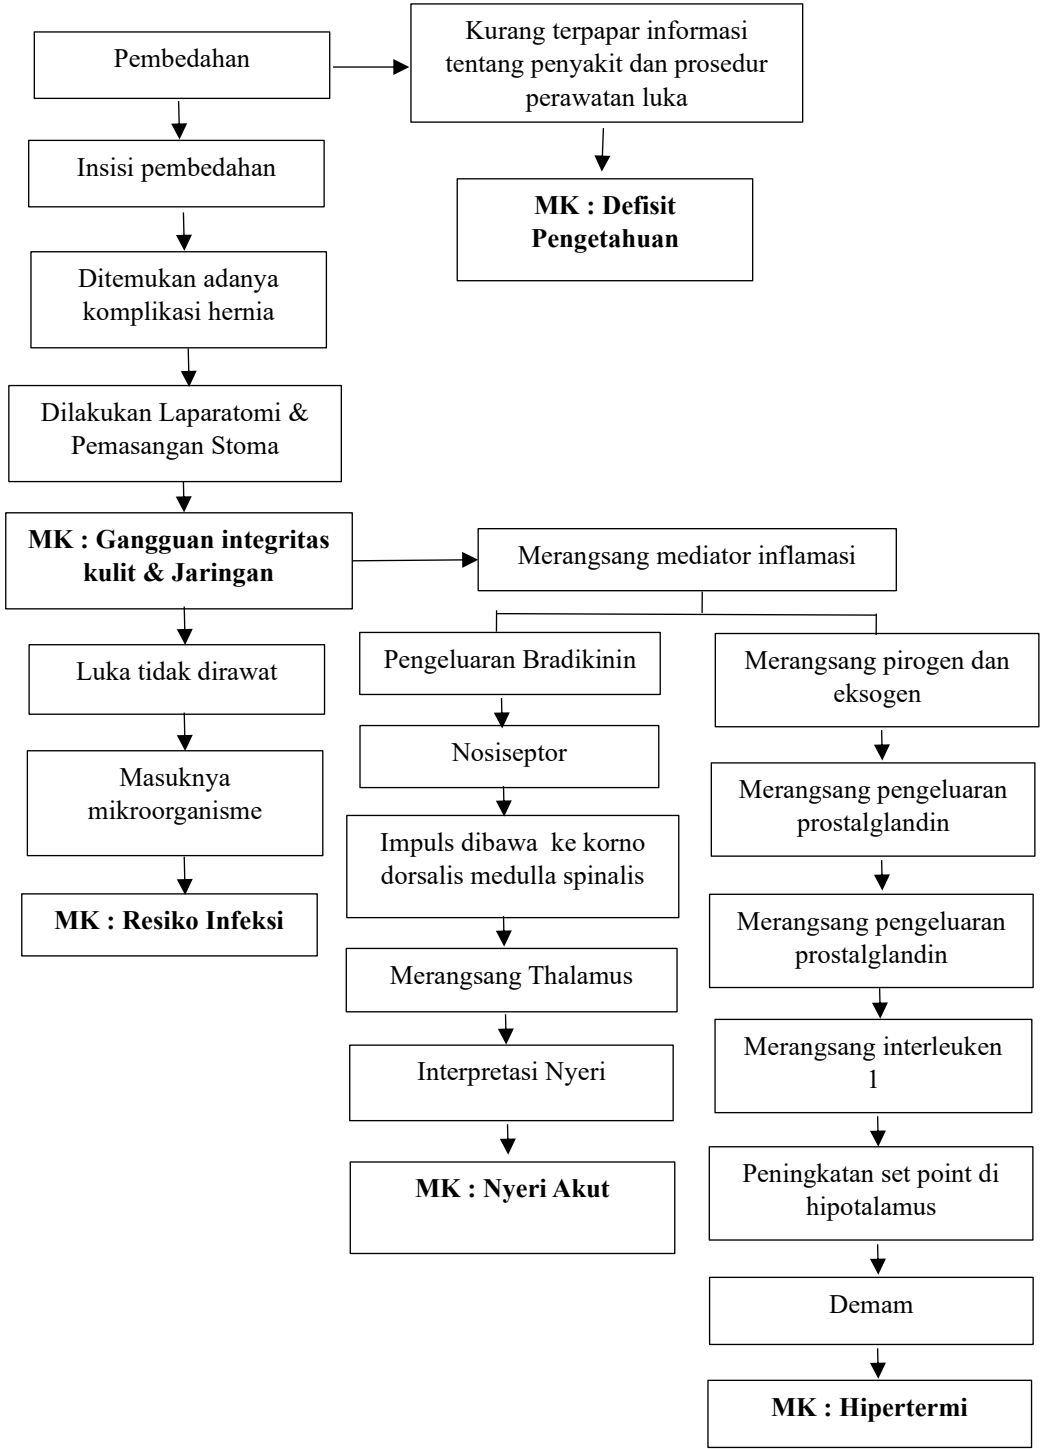 Pembedahan
Kurang terpapar informasi
tentang penyakit dan prosedur
perawatan luka
Insisi pembedahan
MK : Defisit
Pengetahuan
Ditemukan adanya
komplikasi hernia
Dilakukan Laparatomi &
Pemasangan Stoma
MK : Gangguan integritas
kulit & Jaringan
Luka tidak dirawat
Masuknya
mikroorganisme
MK : Resiko Infeksi
Merangsang mediator inflamasi
Pengeluaran Bradikinin
Nosiseptor
Impuls dibawa  ke korno
dorsalis medulla spinalis
Merangsang Thalamus
Interpretasi Nyeri
MK : Nyeri Akut
Merangsang pirogen dan
eksogen
Merangsang pengeluaran
prostalglandin
Merangsang pengeluaran
prostalglandin
Merangsang interleuken
1
Peningkatan set point di
hipotalamus
Demam
MK : Hipertermi